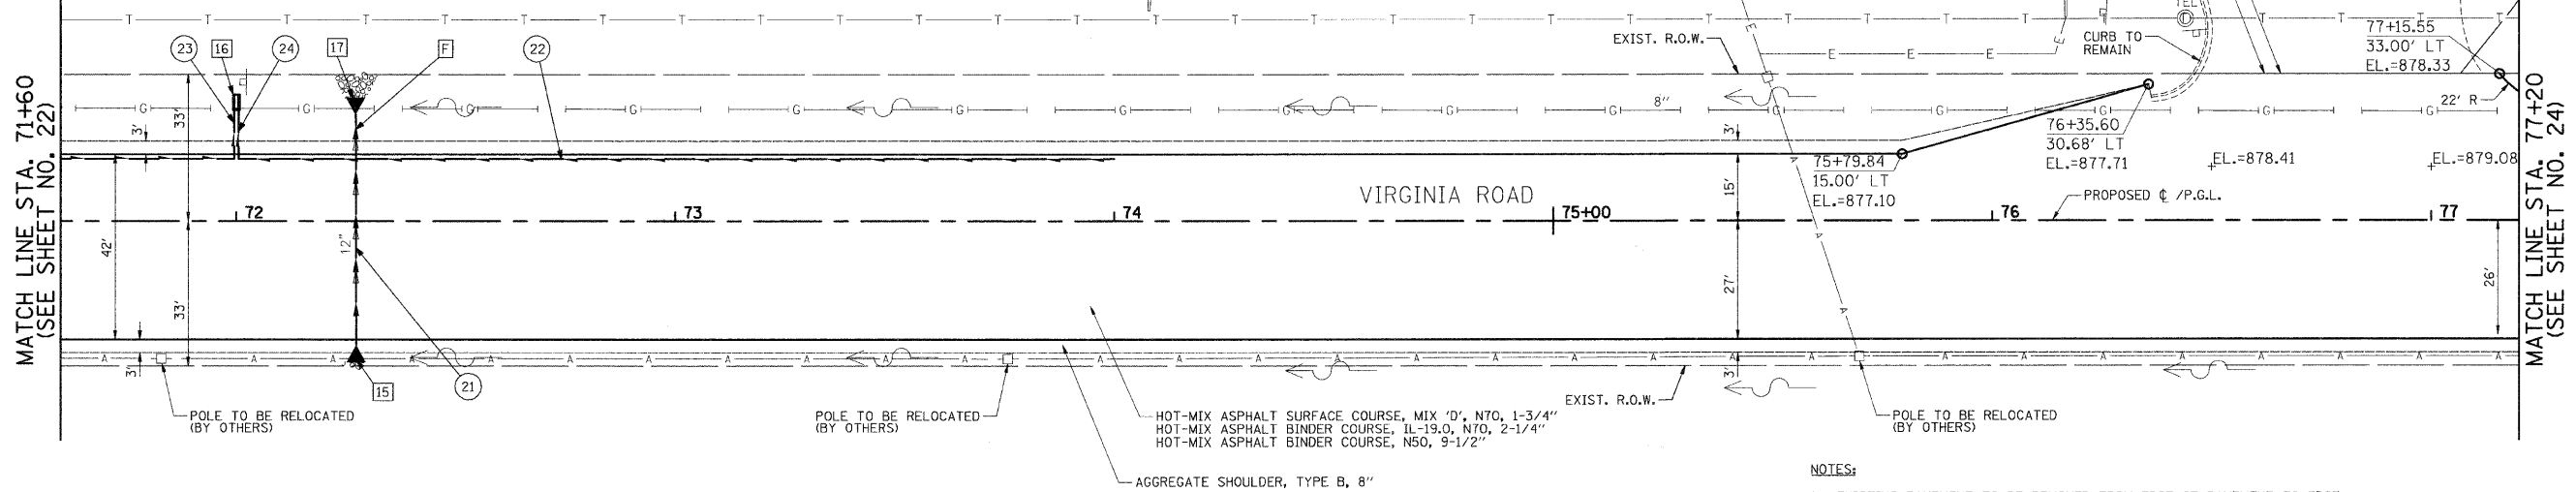 MATCH LINE STA. 71+60
(SEE SHEET NO. 22)
T T T T T T T T T T T T T T T T T T T T T T T T T T T T T T T
23
16
24
17
F
22
EXIST. R.O.W.
E E E
E
TEL
CURB TO
REMAIN
77+15.55
33.00' LT
EL.=878.33
22' R
33'
3'
G G G G G G G G G G G G G G G
8"
3'
76+35.60
30.68' LT
EL.=877.71
EL.=878.41
EL.=879.08
75+79.84
15.00' LT
EL.=877.10
15'
VIRGINIA ROAD
PROPOSED ℄ /P.G.L.
72
73
74
75+00
76
77
42'
12"
33'
27'
26'
A A A A A A A A A A A A A A A A A A A A A A A A A A A
3'
3'
15
21
POLE TO BE RELOCATED
(BY OTHERS)
POLE TO BE RELOCATED
(BY OTHERS)
HOT-MIX ASPHALT SURFACE COURSE, MIX 'D', N70, 1-3/4"
HOT-MIX ASPHALT BINDER COURSE, IL-19.0, N70, 2-1/4"
HOT-MIX ASPHALT BINDER COURSE, N50, 9-1/2"
AGGREGATE SHOULDER, TYPE B, 8"
EXIST. R.O.W.
POLE TO BE RELOCATED
(BY OTHERS)
NOTES:
MATCH LINE STA. 77+20
(SEE SHEET NO. 24)